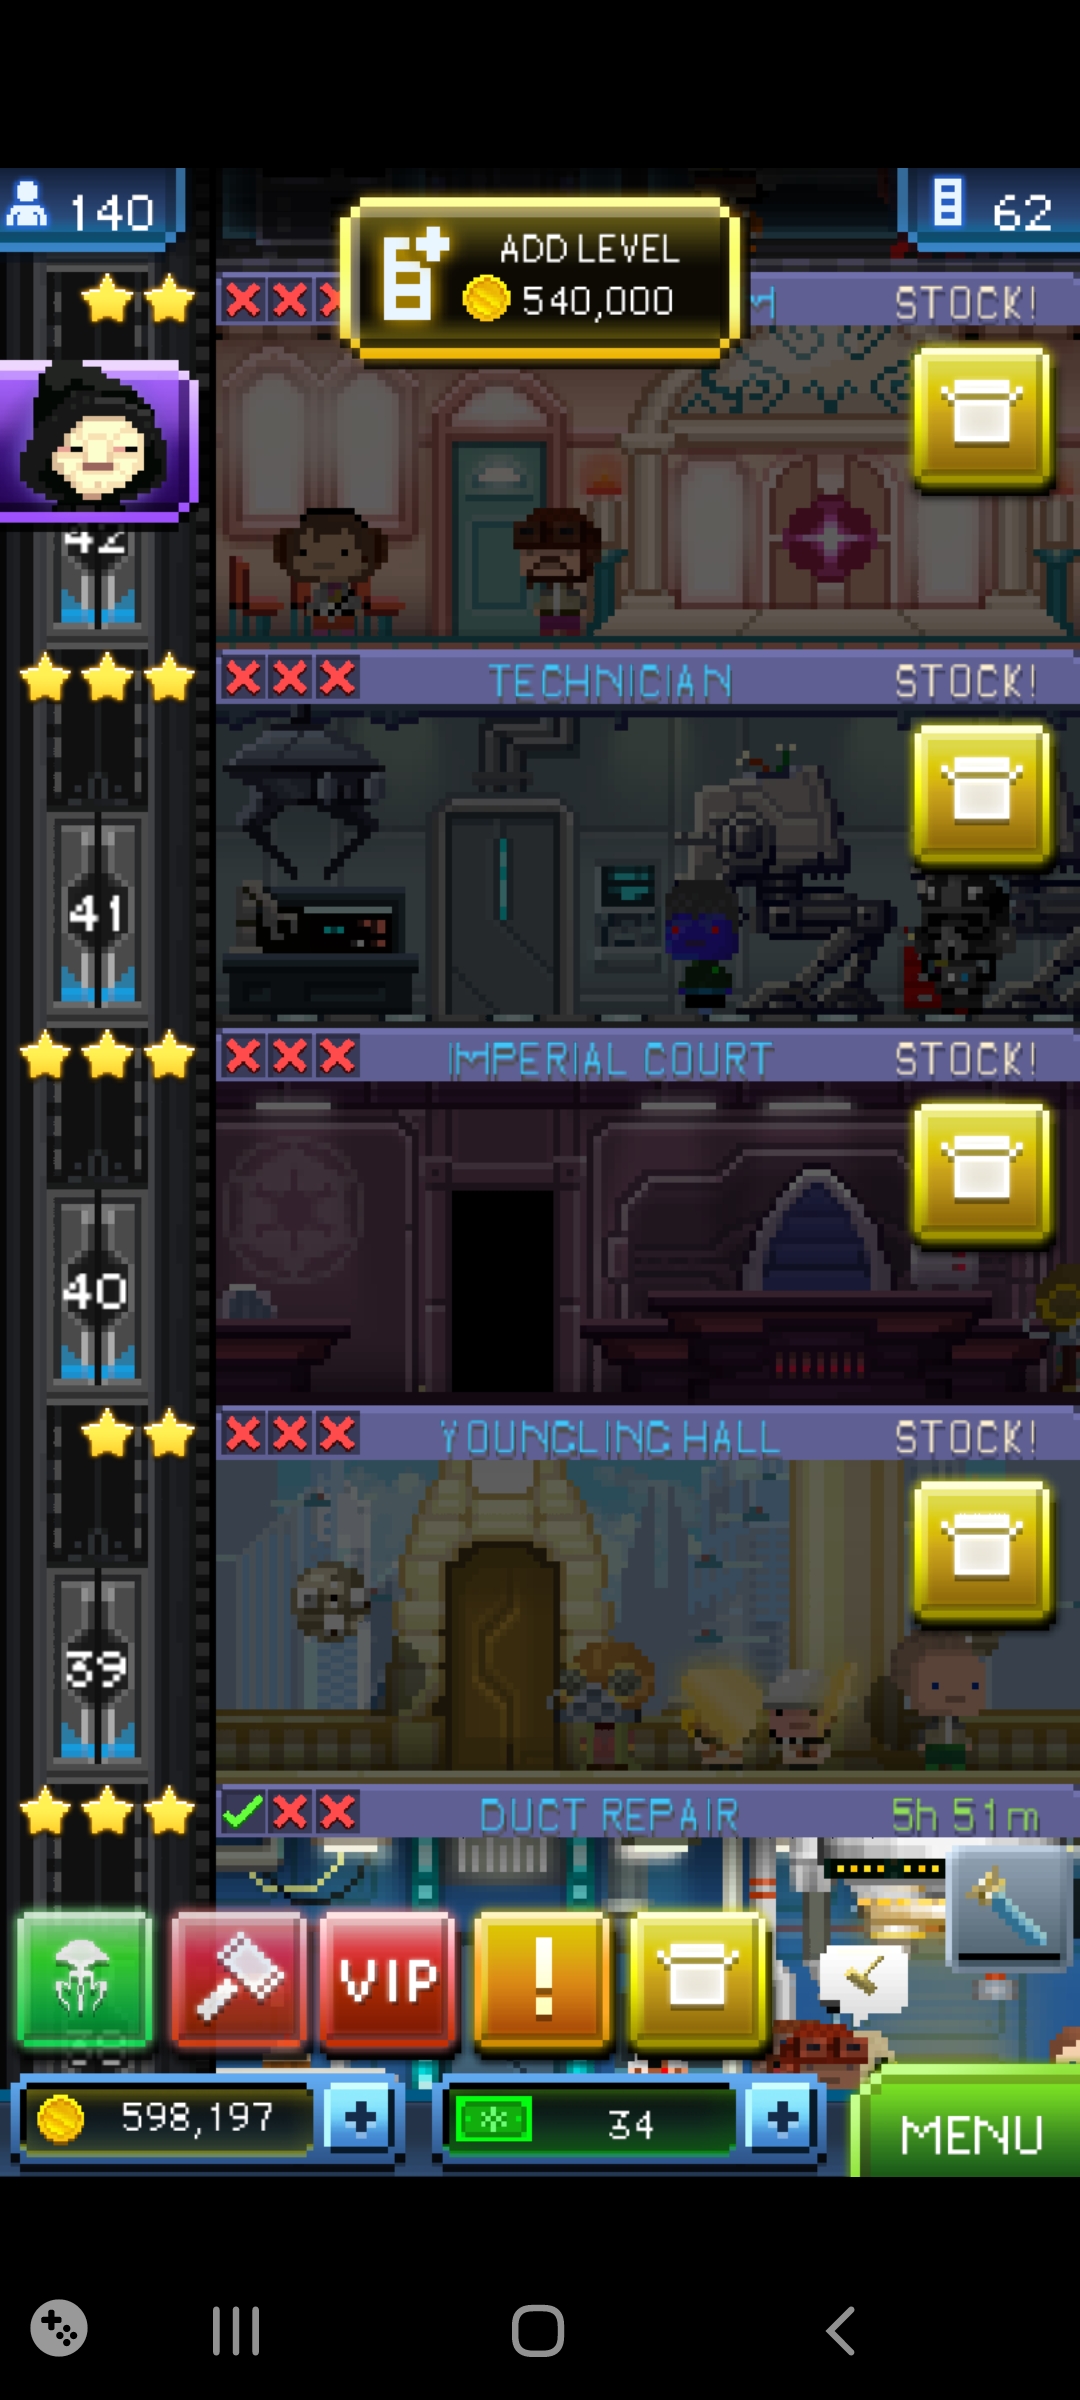 140
ADD LEVEL
540,000
62
M
STOCK!
42
TECHNICIAN
STOCK!
41
IMPERIAL COURT
STOCK!
40
YOUNGLING HALL
STOCK!
39
DUCT REPAIR
5h 51m
VIP
!
38
598,197
34
MENU